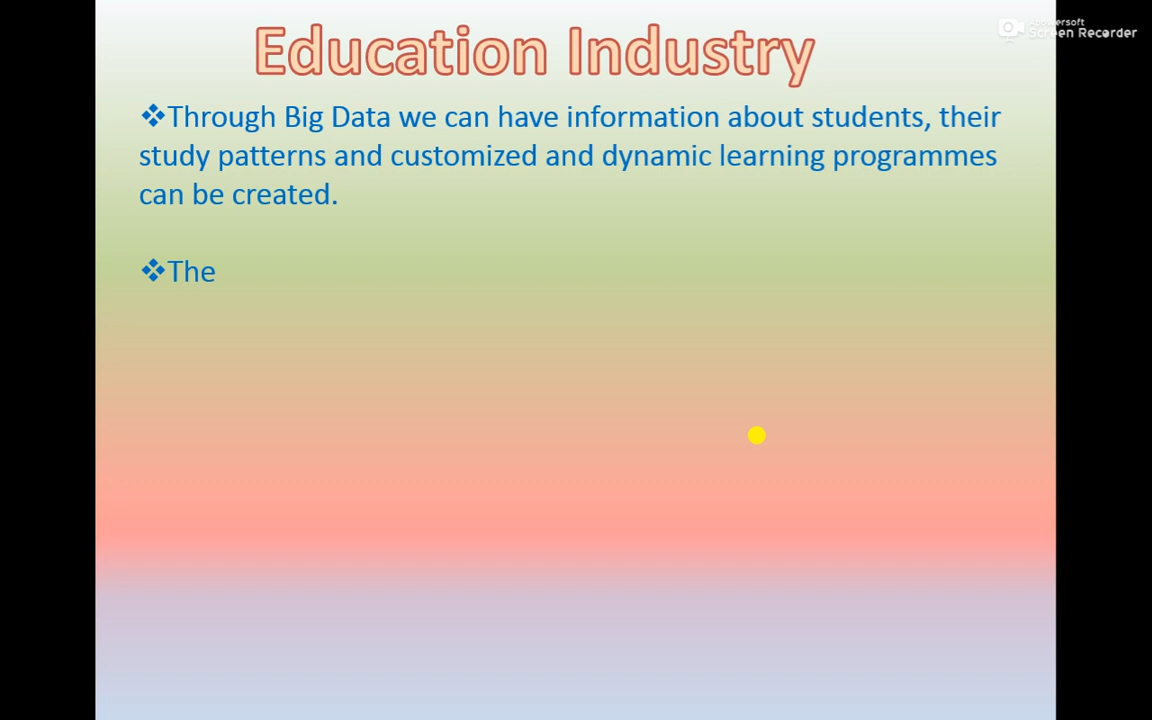 Apowersoft
Screen Recorder
Education Industry
❖Through Big Data we can have information about students, their
study patterns and customized and dynamic learning programmes
can be created.
❖The